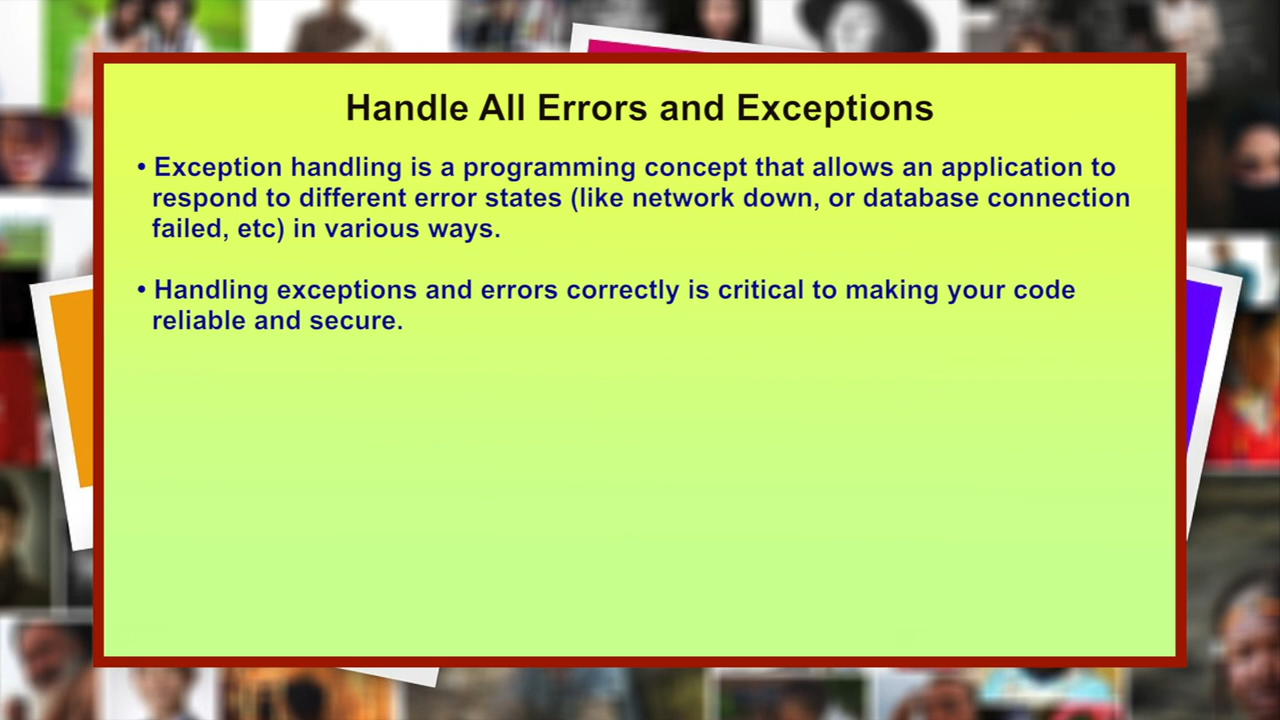 Handle All Errors and Exceptions
• Exception handling is a programming concept that allows an application to
respond to different error states (like network down, or database connection
failed, etc) in various ways.
• Handling exceptions and errors correctly is critical to making your code
reliable and secure.